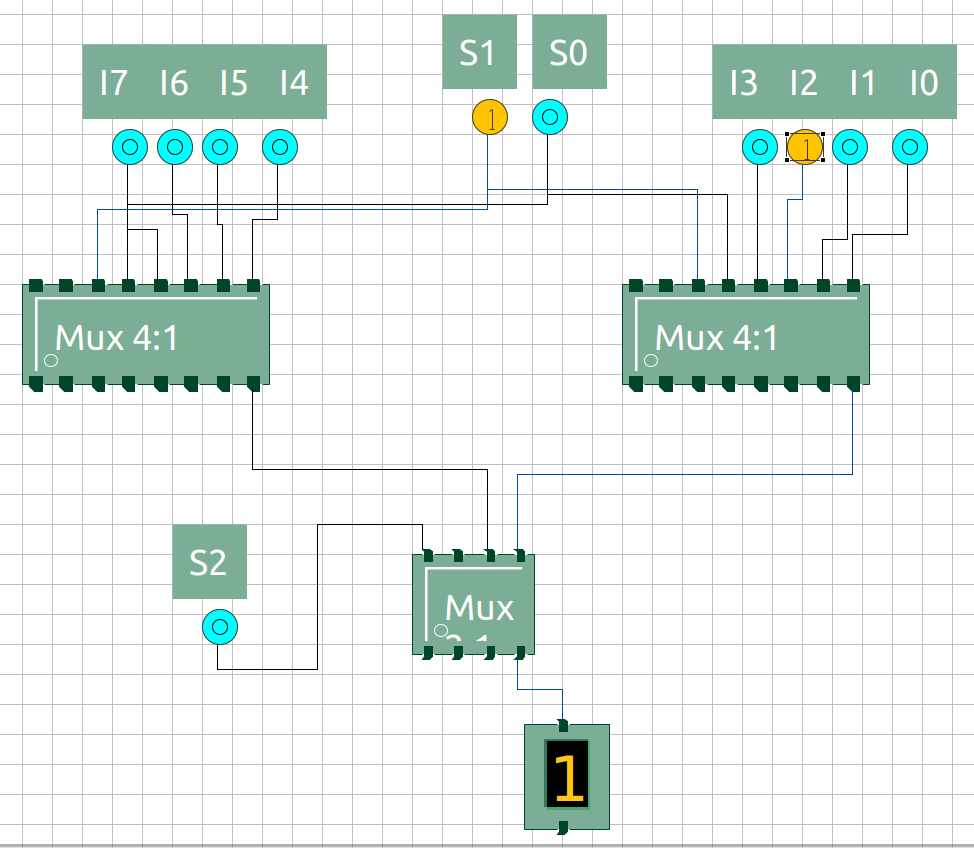 S1 S0
I7 I6 I5 I4
I3 I2 I1 I0
1
1
Mux 4:1
Mux 4:1
S2
Mux
1